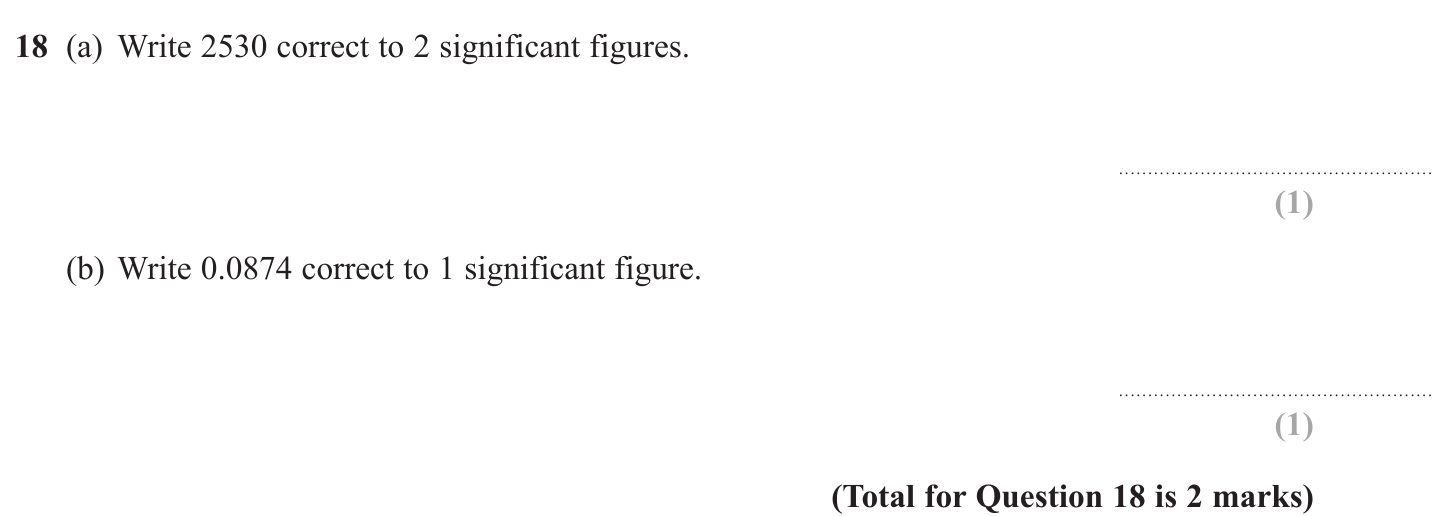 18 (a) Write 2530 correct to 2 significant figures.
(1)
(b) Write 0.0874 correct to 1 significant figure.
(1)
(Total for Question 18 is 2 marks)